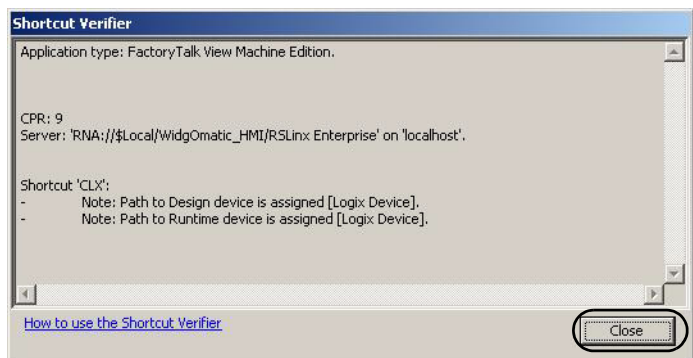 Shortcut Verifier
Application type: FactoryTalk View Machine Edition.
CPR: 9
Server: 'RNA://$Local/WidgOmatic_HMI/RSLinx Enterprise' on 'localhost'.
Shortcut 'CLX':
- Note: Path to Design device is assigned [Logix Device].
- Note: Path to Runtime device is assigned [Logix Device].
How to use the Shortcut Verifier
Close